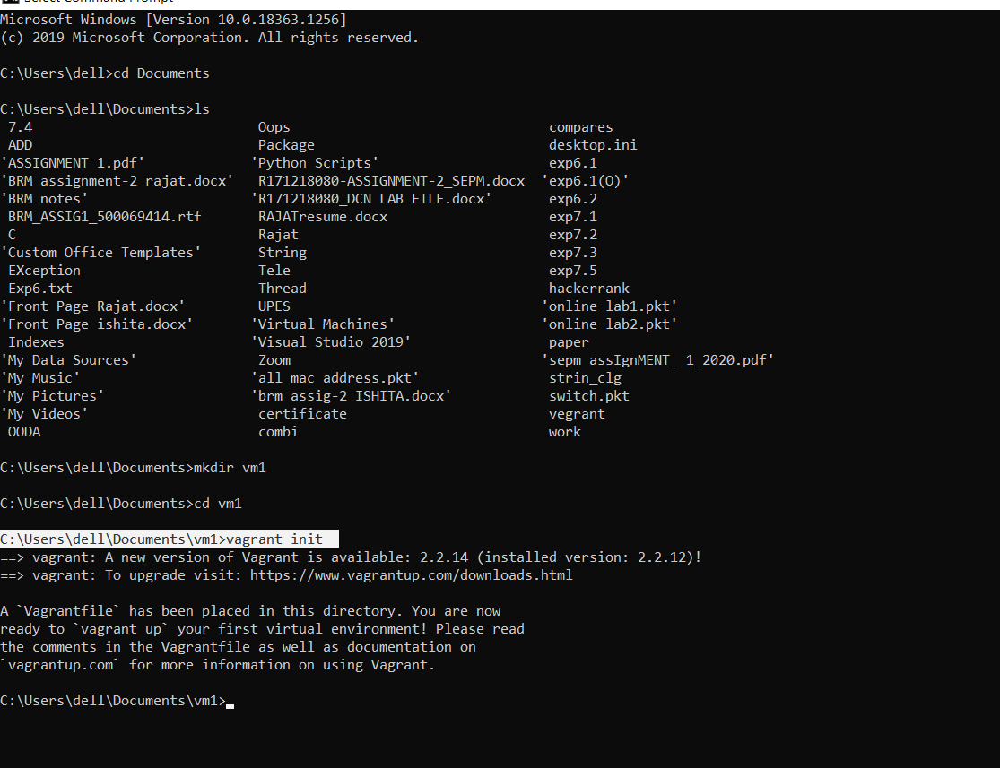 Select Command Prompt
Microsoft Windows [Version 10.0.18363.1256]
(c) 2019 Microsoft Corporation. All rights reserved.
C:\Users\dell>cd Documents
C:\Users\dell\Documents>ls
7.4 Oops compares
ADD Package desktop.ini
'ASSIGNMENT 1.pdf' 'Python Scripts' exp6.1
'BRM assignment-2 rajat.docx' R171218080-ASSIGNMENT-2_SEPM.docx 'exp6.1(O)'
'BRM notes' 'R171218080_DCN LAB FILE.docx' exp6.2
BRM_ASSIG1_500069414.rtf RAJATresume.docx exp7.1
C Rajat exp7.2
'Custom Office Templates' String exp7.3
EXception Tele exp7.5
Exp6.txt Thread hackerrank
'Front Page Rajat.docx' UPES 'online lab1.pkt'
'Front Page ishita.docx' 'Virtual Machines' 'online lab2.pkt'
Indexes 'Visual Studio 2019' paper
'My Data Sources' Zoom 'sepm assIgnMENT_ 1_2020.pdf'
'My Music' 'all mac address.pkt' strin_clg
'My Pictures' 'brm assig-2 ISHITA.docx' switch.pkt
'My Videos' certificate vegrant
OODA combi work
C:\Users\dell\Documents>mkdir vm1
C:\Users\dell\Documents>cd vm1
C:\Users\dell\Documents\vm1>vagrant init
==> vagrant: A new version of Vagrant is available: 2.2.14 (installed version: 2.2.12)!
==> vagrant: To upgrade visit: https://www.vagrantup.com/downloads.html
A `Vagrantfile` has been placed in this directory. You are now
ready to `vagrant up` your first virtual environment! Please read
the comments in the Vagrantfile as well as documentation on
`vagrantup.com` for more information on using Vagrant.
C:\Users\dell\Documents\vm1>